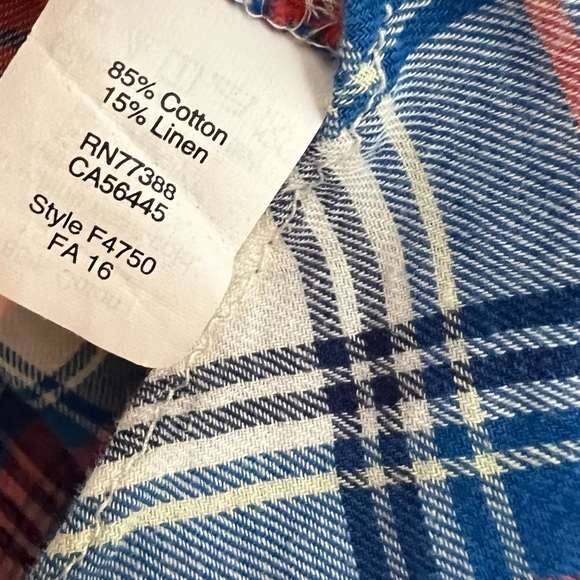 85% Cotton
15% Linen
RN77388
CA56445
Style F4750
FA 16